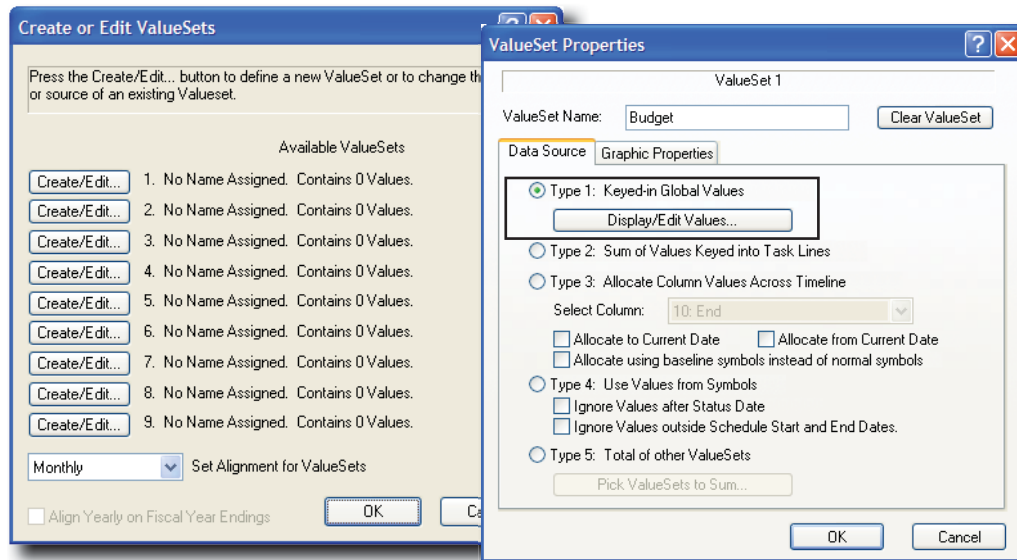 Create or Edit ValueSets
Press the Create/Edit... button to define a new ValueSet or to change th
or source of an existing Valueset.
Available ValueSets
Create/Edit... 1. No Name Assigned. Contains 0 Values.
Create/Edit... 2. No Name Assigned. Contains 0 Values.
Create/Edit... 3. No Name Assigned. Contains 0 Values.
Create/Edit... 4. No Name Assigned. Contains 0 Values.
Create/Edit... 5. No Name Assigned. Contains 0 Values.
Create/Edit... 6. No Name Assigned. Contains 0 Values.
Create/Edit... 7. No Name Assigned. Contains 0 Values.
Create/Edit... 8. No Name Assigned. Contains 0 Values.
Create/Edit... 9. No Name Assigned. Contains 0 Values.
Monthly Set Alignment for ValueSets
Align Yearly on Fiscal Year Endings
OK Ca
ValueSet Properties
ValueSet 1
ValueSet Name: Budget Clear ValueSet
Data Source Graphic Properties
Type 1: Keyed-in Global Values
Display/Edit Values...
Type 2: Sum of Values Keyed into Task Lines
Type 3: Allocate Column Values Across Timeline
Select Column: 10: End
Allocate to Current Date Allocate from Current Date
Allocate using baseline symbols instead of normal symbols
Type 4: Use Values from Symbols
Ignore Values after Status Date
Ignore Values outside Schedule Start and End Dates.
Type 5: Total of other ValueSets
Pick ValueSets to Sum...
OK Cancel